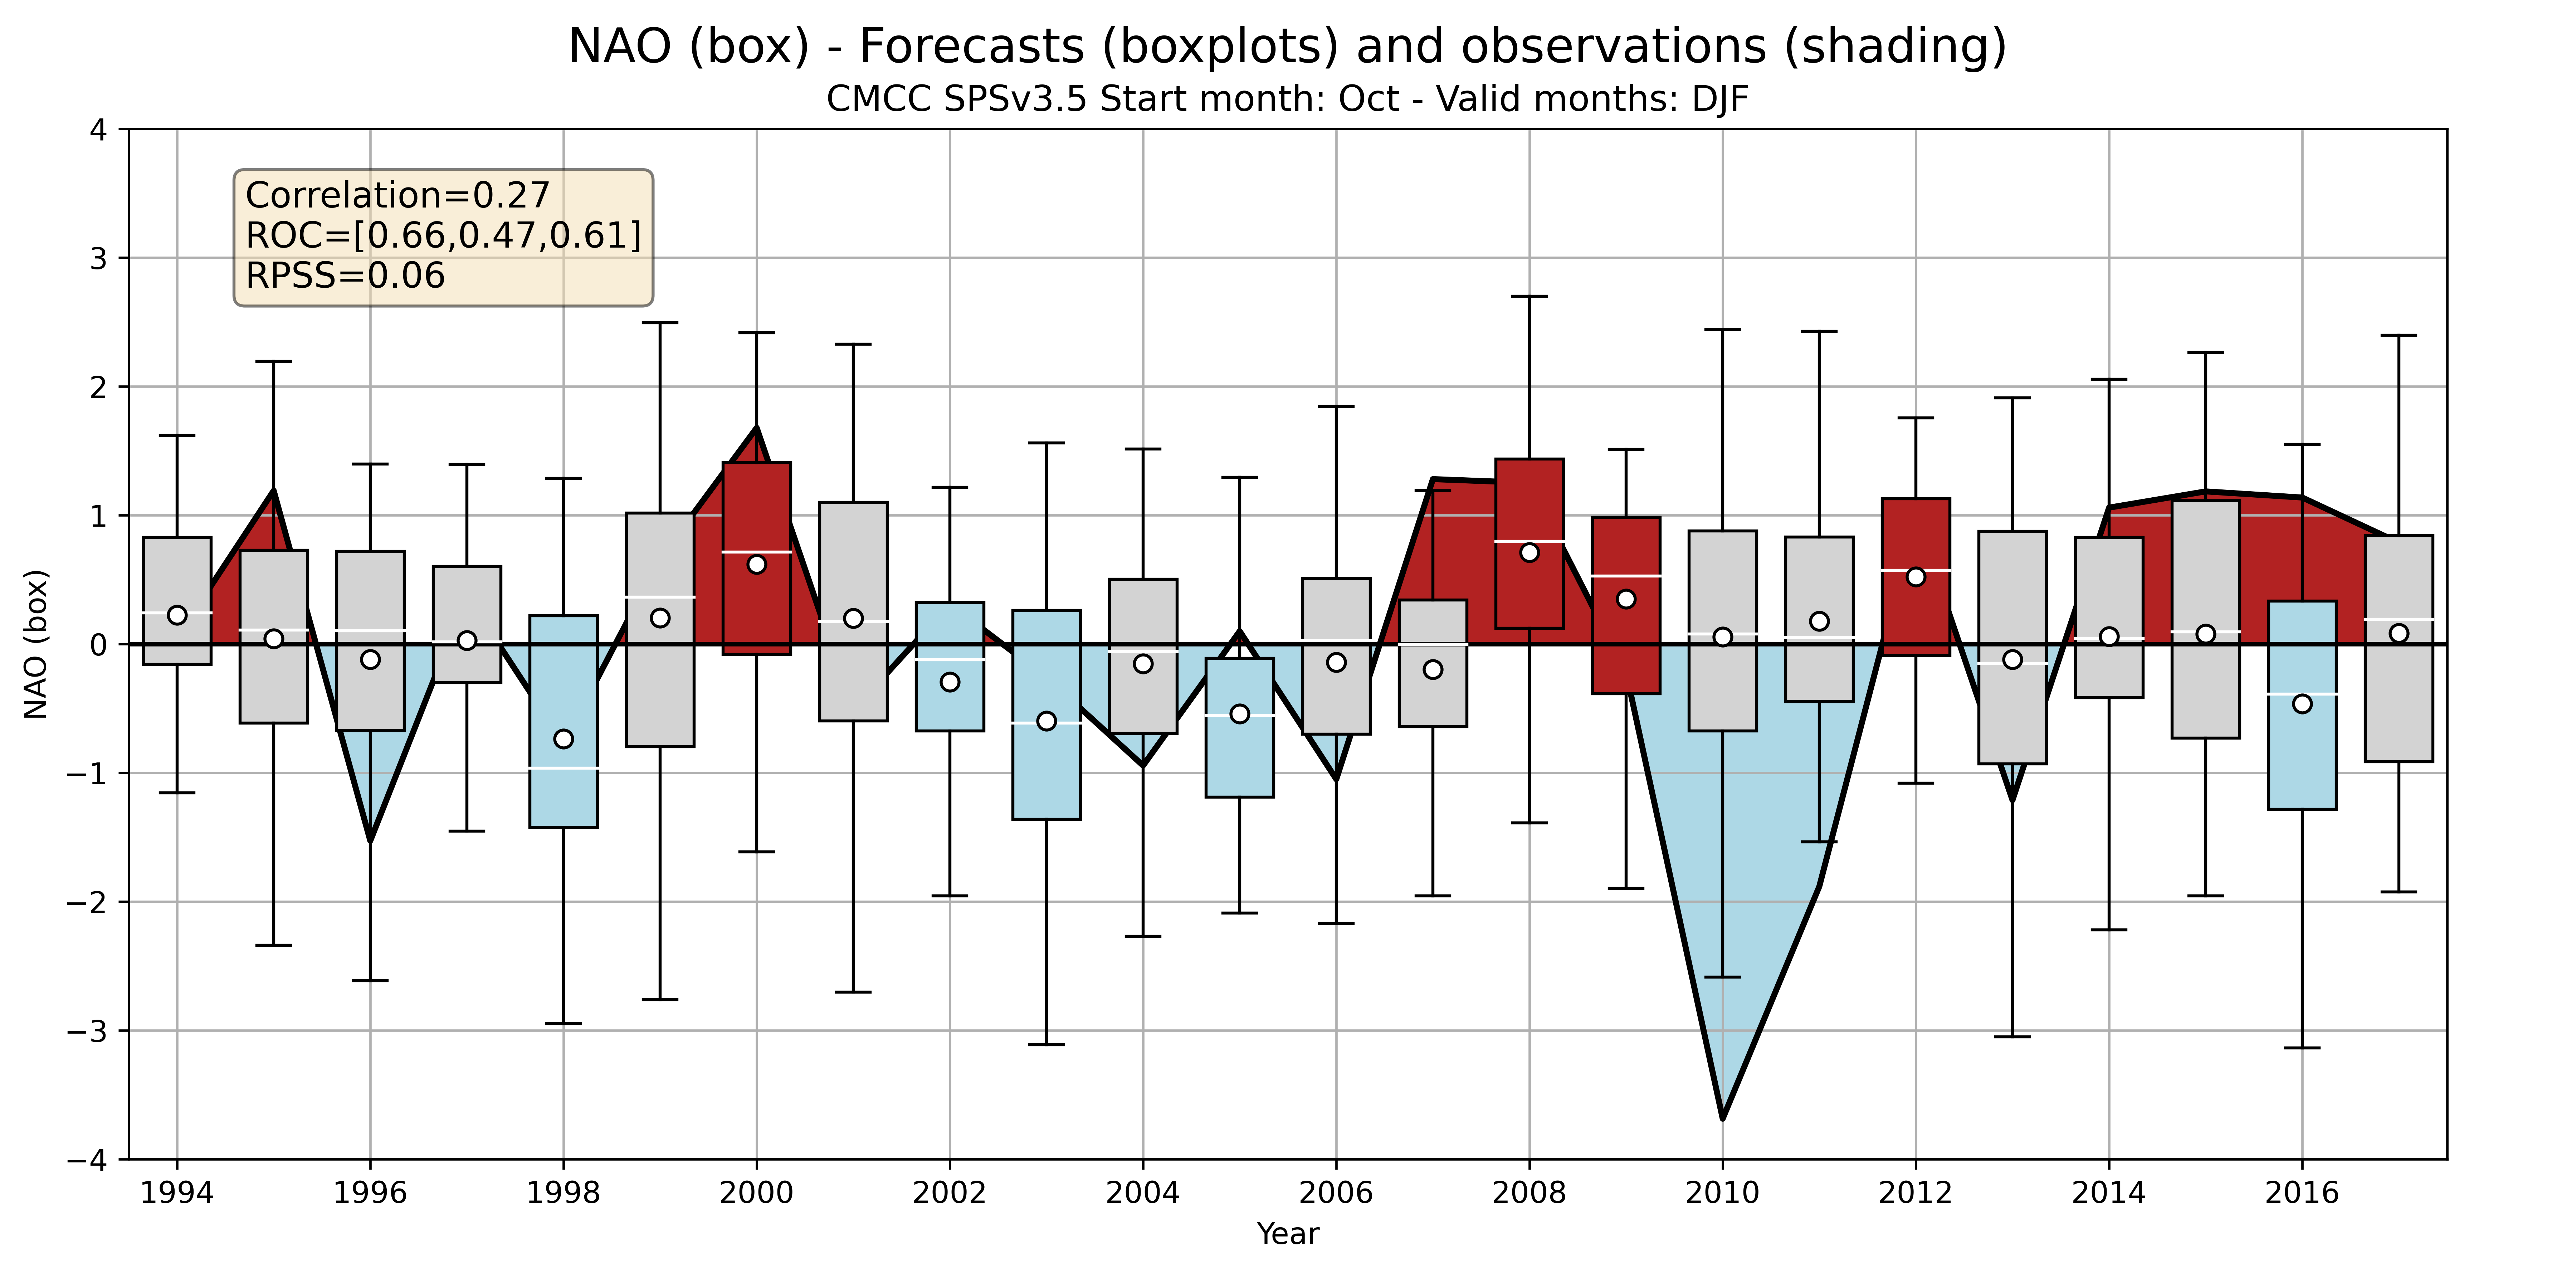 NAO (box) - Forecasts (boxplots) and observations (shading)
CMCC SPSv3.5 Start month: Oct - Valid months: DJF
Correlation=0.27
ROC=[0.66,0.47,0.61]
RPSS=0.06
NAO (box)
4
3
2
1
0
−1
−2
−3
−4
1994 1996 1998 2000 2002 2004 2006 2008 2010 2012 2014 2016
Year